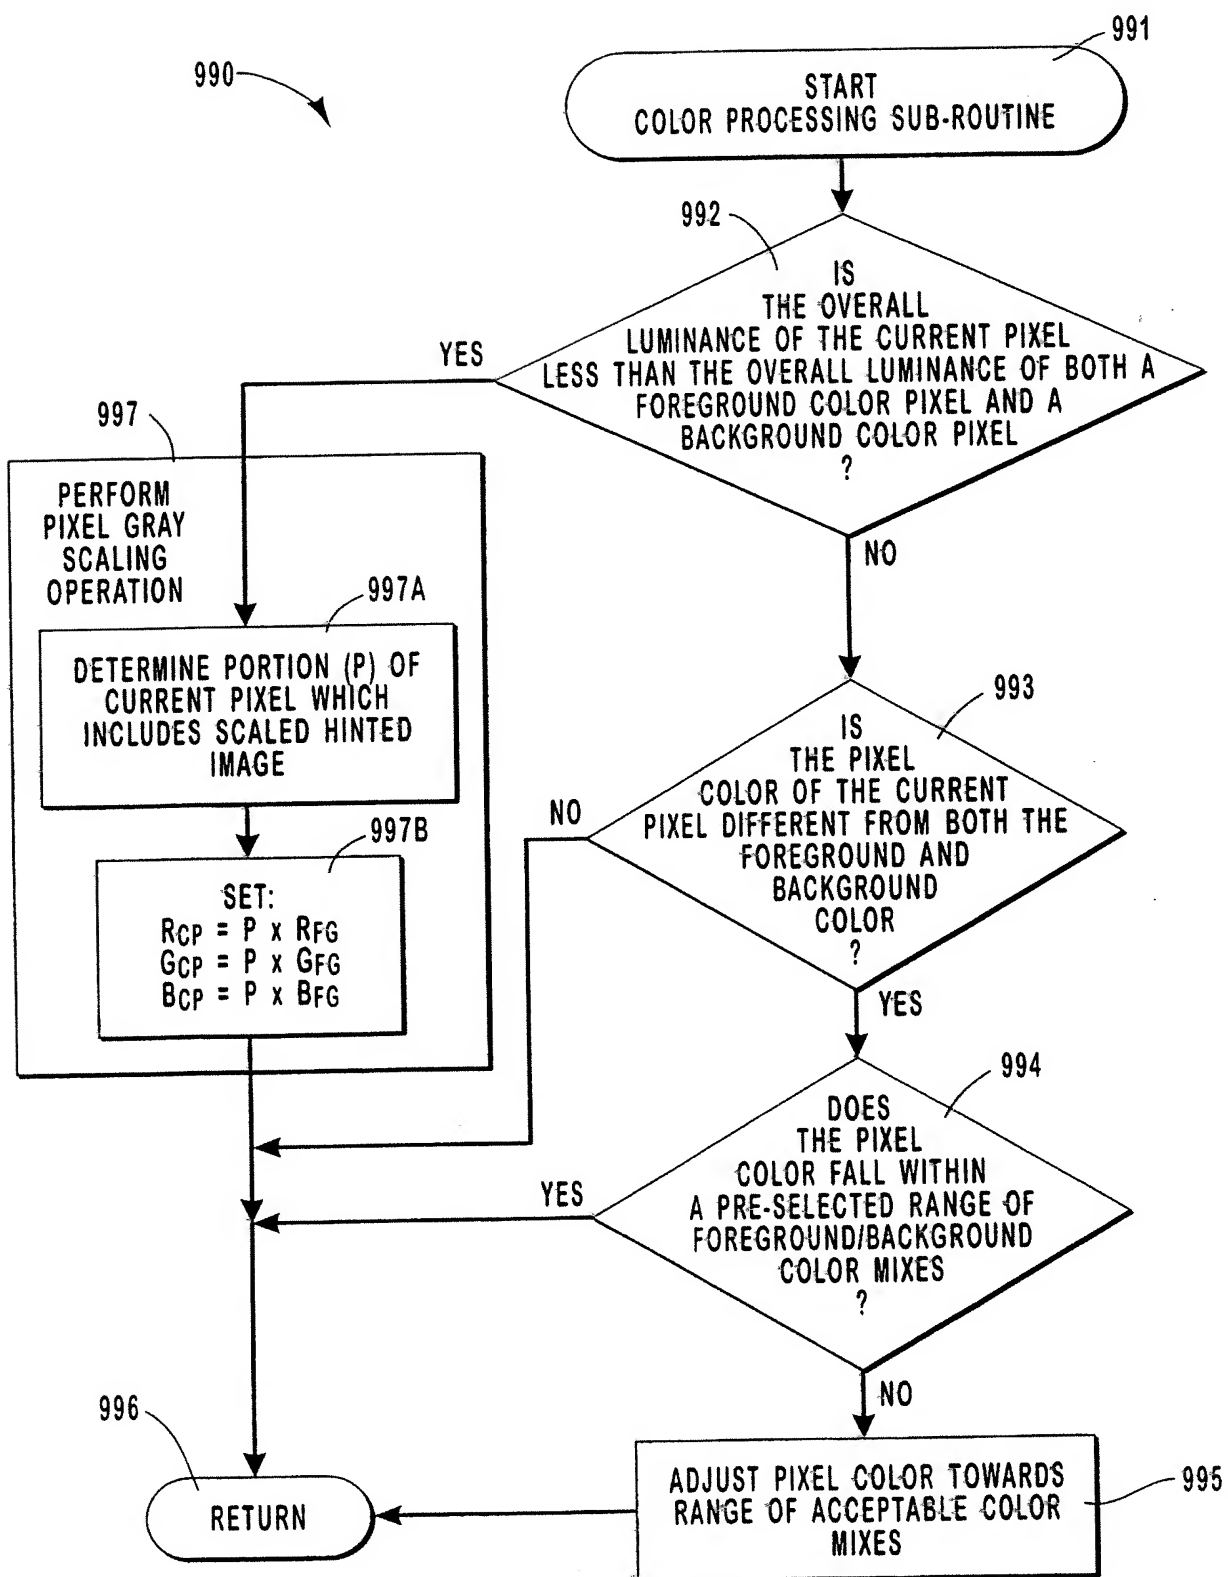 990
991
START
COLOR PROCESSING SUB-ROUTINE
992
IS
THE OVERALL
LUMINANCE OF THE CURRENT PIXEL
LESS THAN THE OVERALL LUMINANCE OF BOTH A
FOREGROUND COLOR PIXEL AND A
BACKGROUND COLOR PIXEL
?
YES
NO
997
PERFORM
PIXEL GRAY
SCALING
OPERATION
997A
DETERMINE PORTION (P) OF
CURRENT PIXEL WHICH
INCLUDES SCALED HINTED
IMAGE
997B
SET:
RCP = P x RFG
GCP = P x GFG
BCP = P x BFG
993
IS
THE PIXEL
COLOR OF THE CURRENT
PIXEL DIFFERENT FROM BOTH THE
FOREGROUND AND
BACKGROUND
COLOR
?
NO
YES
994
DOES
THE PIXEL
COLOR FALL WITHIN
A PRE-SELECTED RANGE OF
FOREGROUND/BACKGROUND
COLOR MIXES
?
YES
NO
995
ADJUST PIXEL COLOR TOWARDS
RANGE OF ACCEPTABLE COLOR
MIXES
996
RETURN